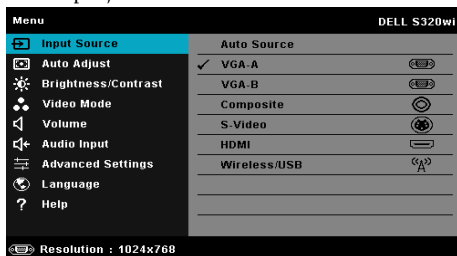 Menu DELL S320wi
Input Source Auto Source
Auto Adjust ✓ VGA-A
Brightness/Contrast VGA-B
Video Mode Composite
Volume S-Video
Audio Input HDMI
Advanced Settings Wireless/USB
Language
? Help
Resolution : 1024x768